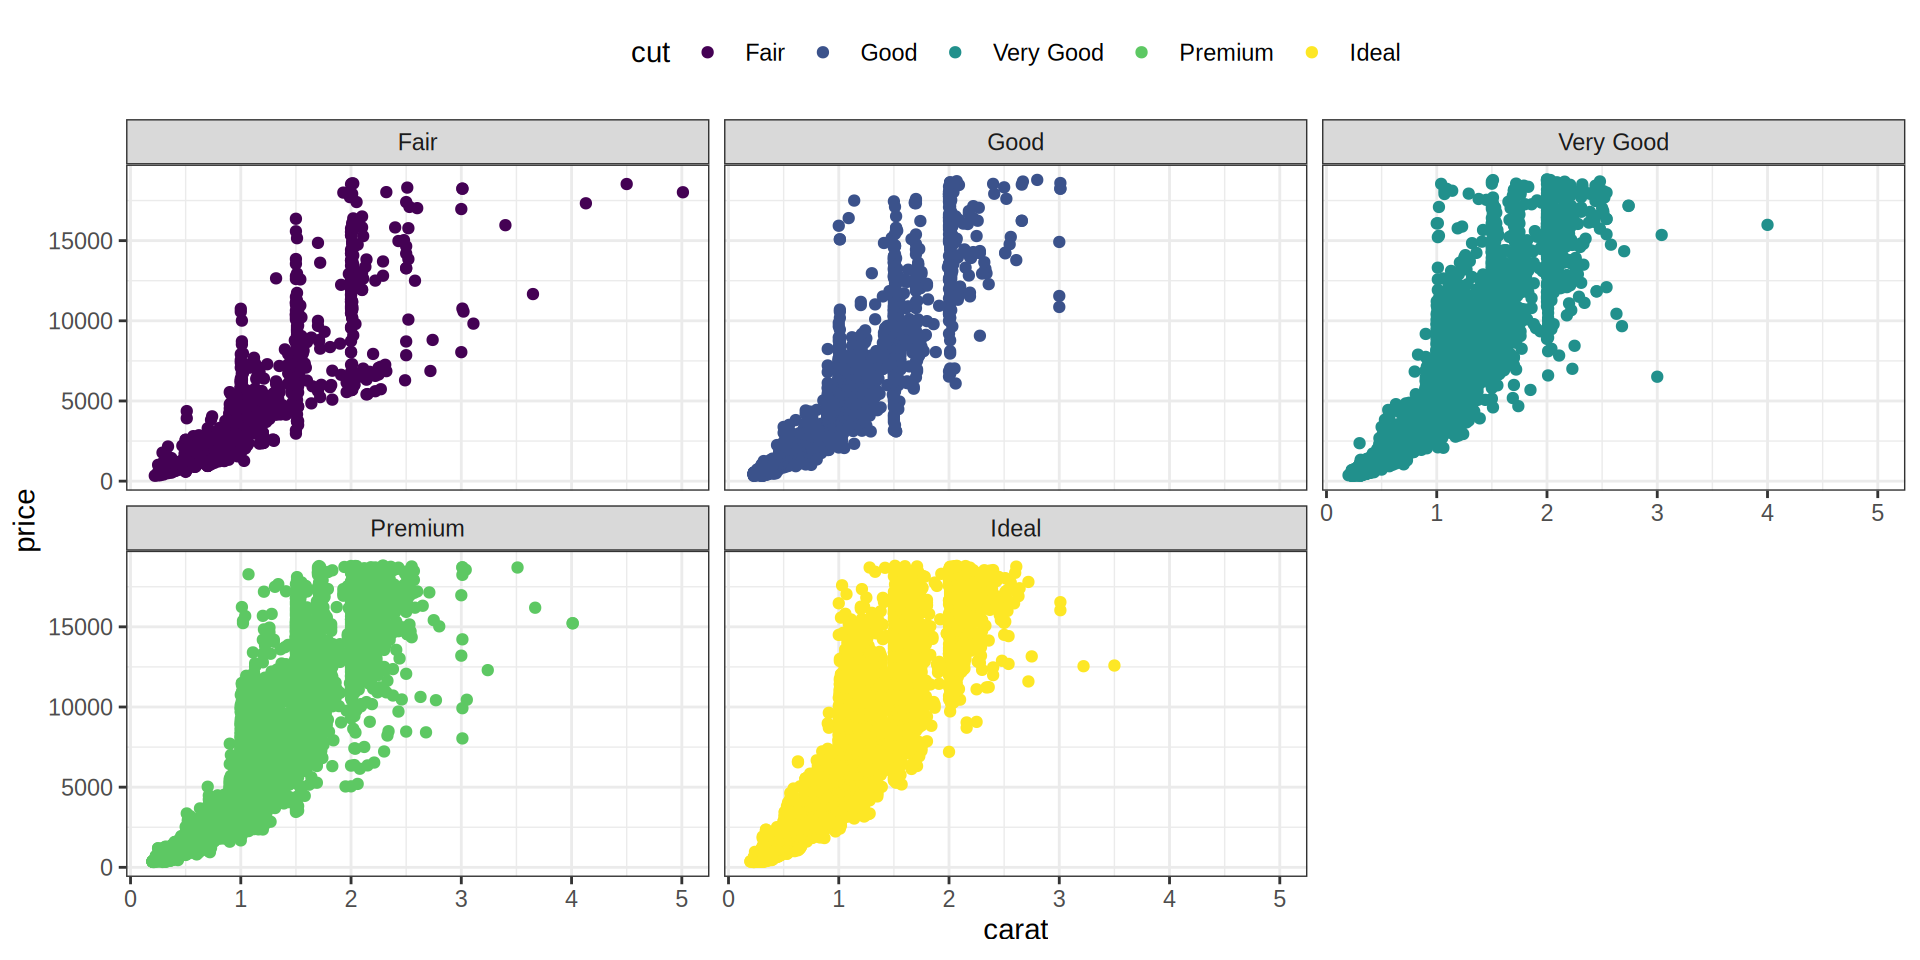 cut Fair Good Very Good Premium Ideal
Fair Good Very Good
15000
10000
5000
0
0 1 2 3 4 5
price
Premium Ideal
15000
10000
5000
0
0 1 2 3 4 5 0 1 2 3 4 5
carat